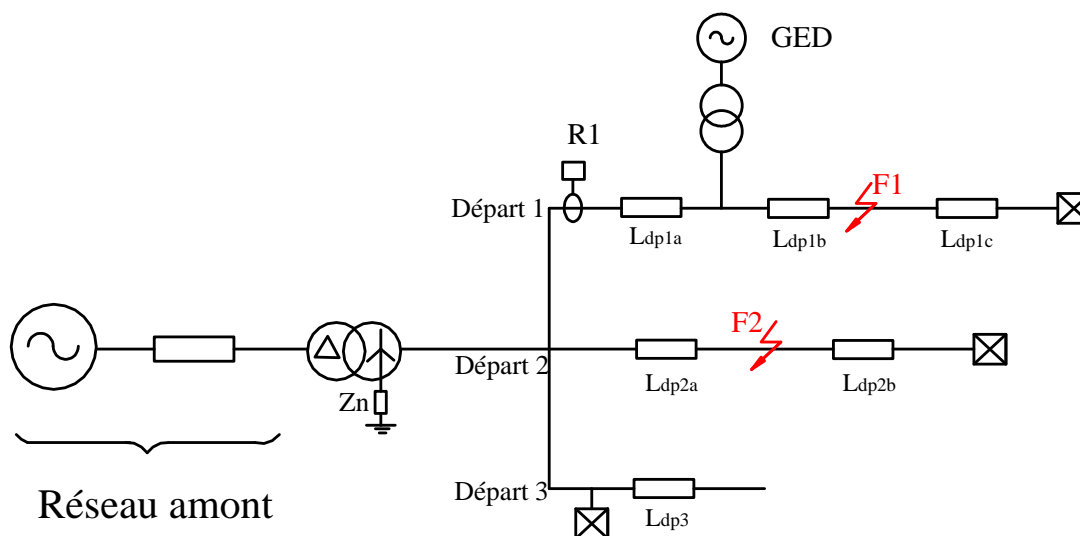 GED
R1
F1
Départ 1
Ldp1a
Ldp1b
Ldp1c
F2
Départ 2
Ldp2a
Ldp2b
Zn
Départ 3
Ldp3
Réseau amont